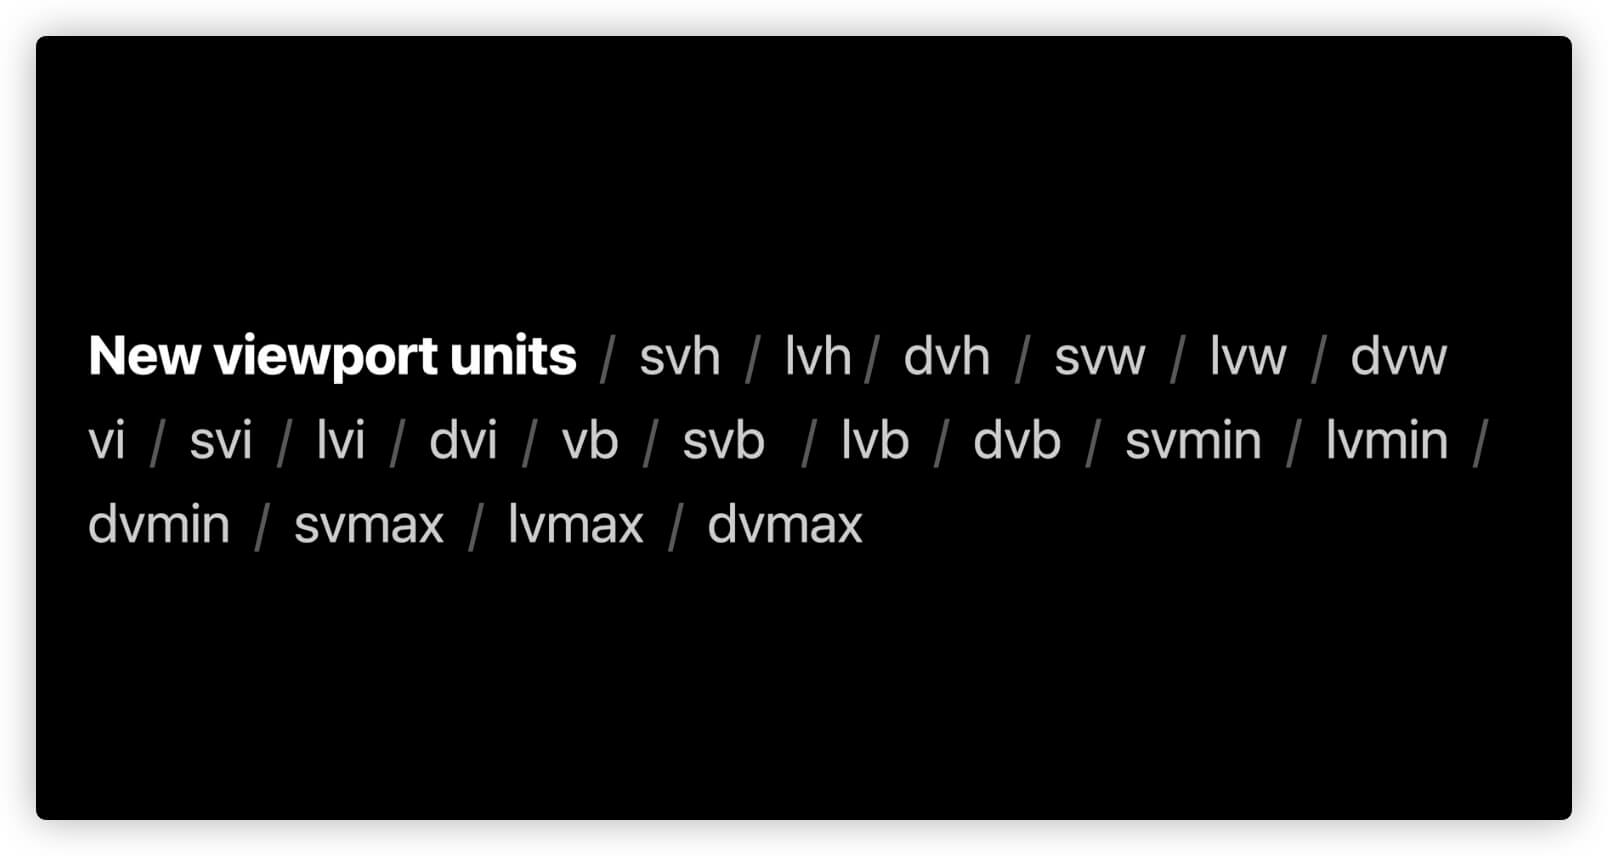 New viewport units / svh / lvh / dvh / svw / lvw / dvw
vi / svi / lvi / dvi / vb / svb / lvb / dvb / svmin / lvmin /
dvmin / svmax / lvmax / dvmax